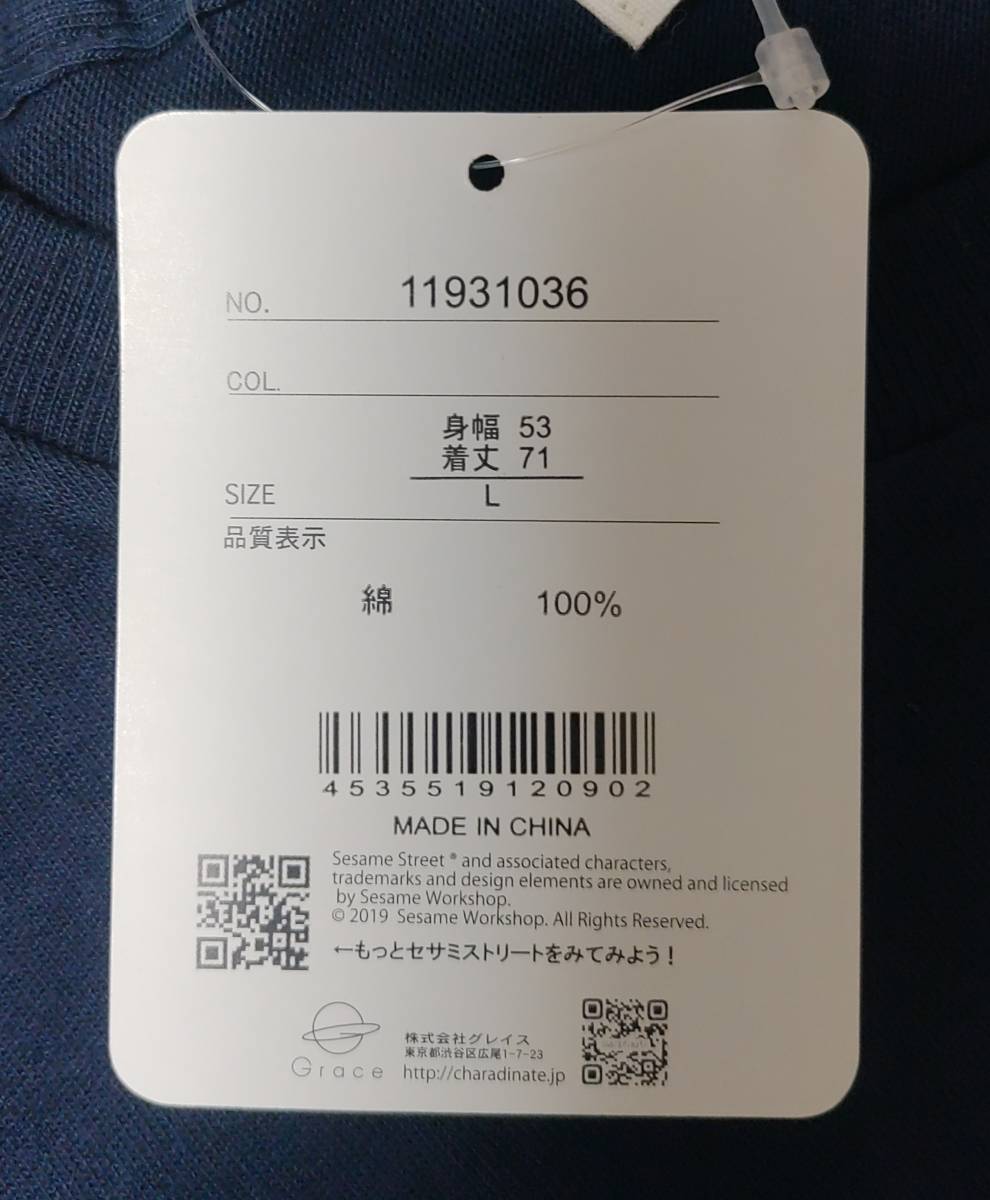 NO. 11931036
COL.
身幅 53
着丈 71
SIZE L
品質表示
綿 100%
4535519120902
MADE IN CHINA
Sesame Street ® and associated characters,
trademarks and design elements are owned and licensed
by Sesame Workshop.
© 2019 Sesame Workshop. All Rights Reserved.
←もっとセサミストリートをみてみよう！
Grace
株式会社グレイス
東京都渋谷区広尾1-7-23
http://charadinate.jp